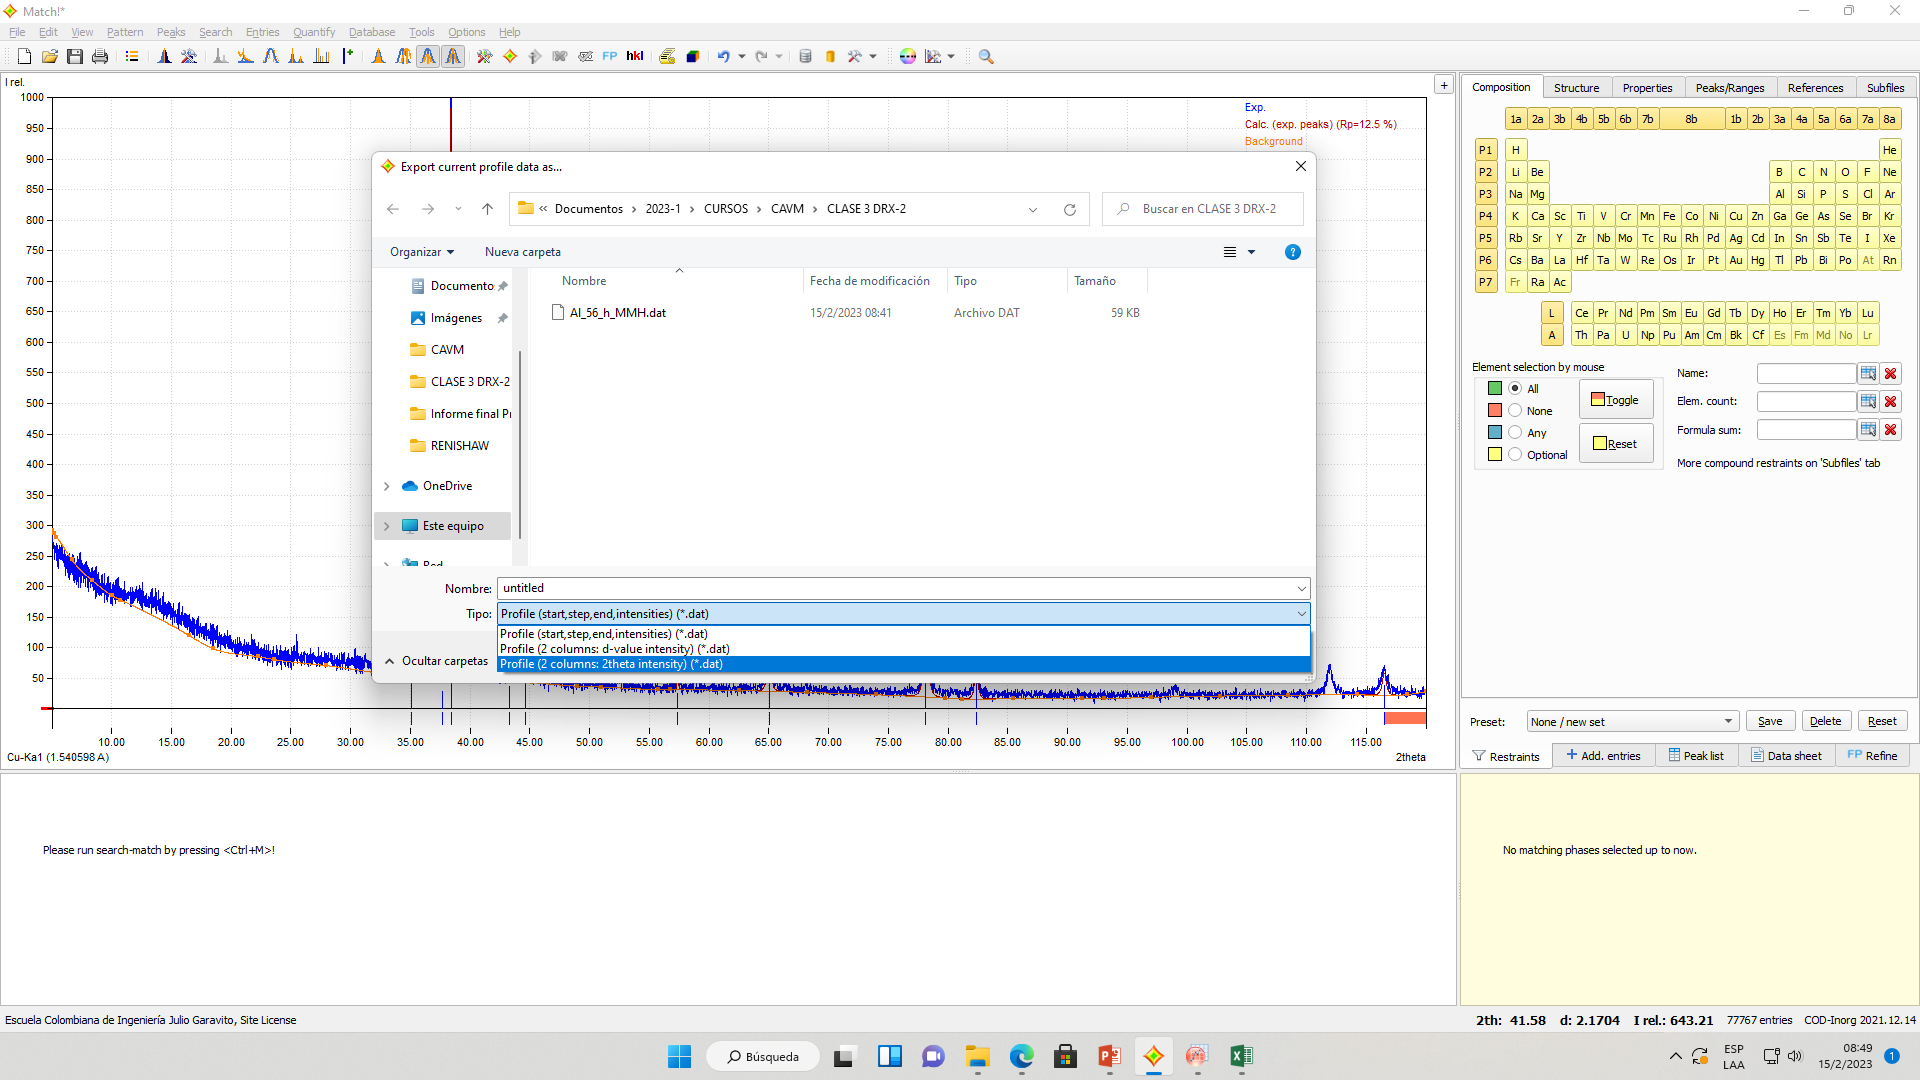 Match!*
File Edit View Pattern Peaks Search Entries Quantify Database Tools Options Help
FP hkl
I rel.
1000
950
900
850
800
750
700
650
600
550
500
450
400
350
300
250
200
150
100
50
10.00 15.00 20.00 25.00 30.00 35.00 40.00 45.00 50.00 55.00 60.00 65.00 70.00 75.00 80.00 85.00 90.00 95.00 100.00 105.00 110.00 115.00
Cu-Ka1 (1.540598 A)
2theta
Exp.
Calc. (exp. peaks) (Rp=12.5 %)
Background
+
Export current profile data as...
« Documentos › 2023-1 › CURSOS › CAVM › CLASE 3 DRX-2
Buscar en CLASE 3 DRX-2
Organizar Nueva carpeta
?
Nombre Fecha de modificación Tipo Tamaño
Al_56_h_MMH.dat 15/2/2023 08:41 Archivo DAT 59 KB
Documento
Imágenes
CAVM
CLASE 3 DRX-2
Informe final Pr
RENISHAW
OneDrive
Este equipo
Red
Nombre: untitled
Tipo: Profile (start,step,end,intensities) (*.dat)
Profile (start,step,end,intensities) (*.dat)
Profile (2 columns: d-value intensity) (*.dat)
Profile (2 columns: 2theta intensity) (*.dat)
Ocultar carpetas
Composition Structure Properties Peaks/Ranges References Subfiles
1a 2a 3b 4b 5b 6b 7b 8b 1b 2b 3a 4a 5a 6a 7a 8a
P1 H He
P2 Li Be B C N O F Ne
P3 Na Mg Al Si P S Cl Ar
P4 K Ca Sc Ti V Cr Mn Fe Co Ni Cu Zn Ga Ge As Se Br Kr
P5 Rb Sr Y Zr Nb Mo Tc Ru Rh Pd Ag Cd In Sn Sb Te I Xe
P6 Cs Ba La Hf Ta W Re Os Ir Pt Au Hg Tl Pb Bi Po At Rn
P7 Fr Ra Ac
L Ce Pr Nd Pm Sm Eu Gd Tb Dy Ho Er Tm Yb Lu
A Th Pa U Np Pu Am Cm Bk Cf Es Fm Md No Lr
Element selection by mouse
All
None
Any
Optional
Toggle
Reset
Name:
Elem. count:
Formula sum:
More compound restraints on 'Subfiles' tab
Preset: None / new set Save Delete Reset
Restraints Add. entries Peak list Data sheet FP Refine
Please run search-match by pressing <Ctrl+M>!
No matching phases selected up to now.
Escuela Colombiana de Ingeniería Julio Garavito, Site License
2th: 41.58 d: 2.1704 I rel.: 643.21 77767 entries COD-Inorg 2021.12.14
Búsqueda
ESP
LAA
08:49
15/2/2023
1